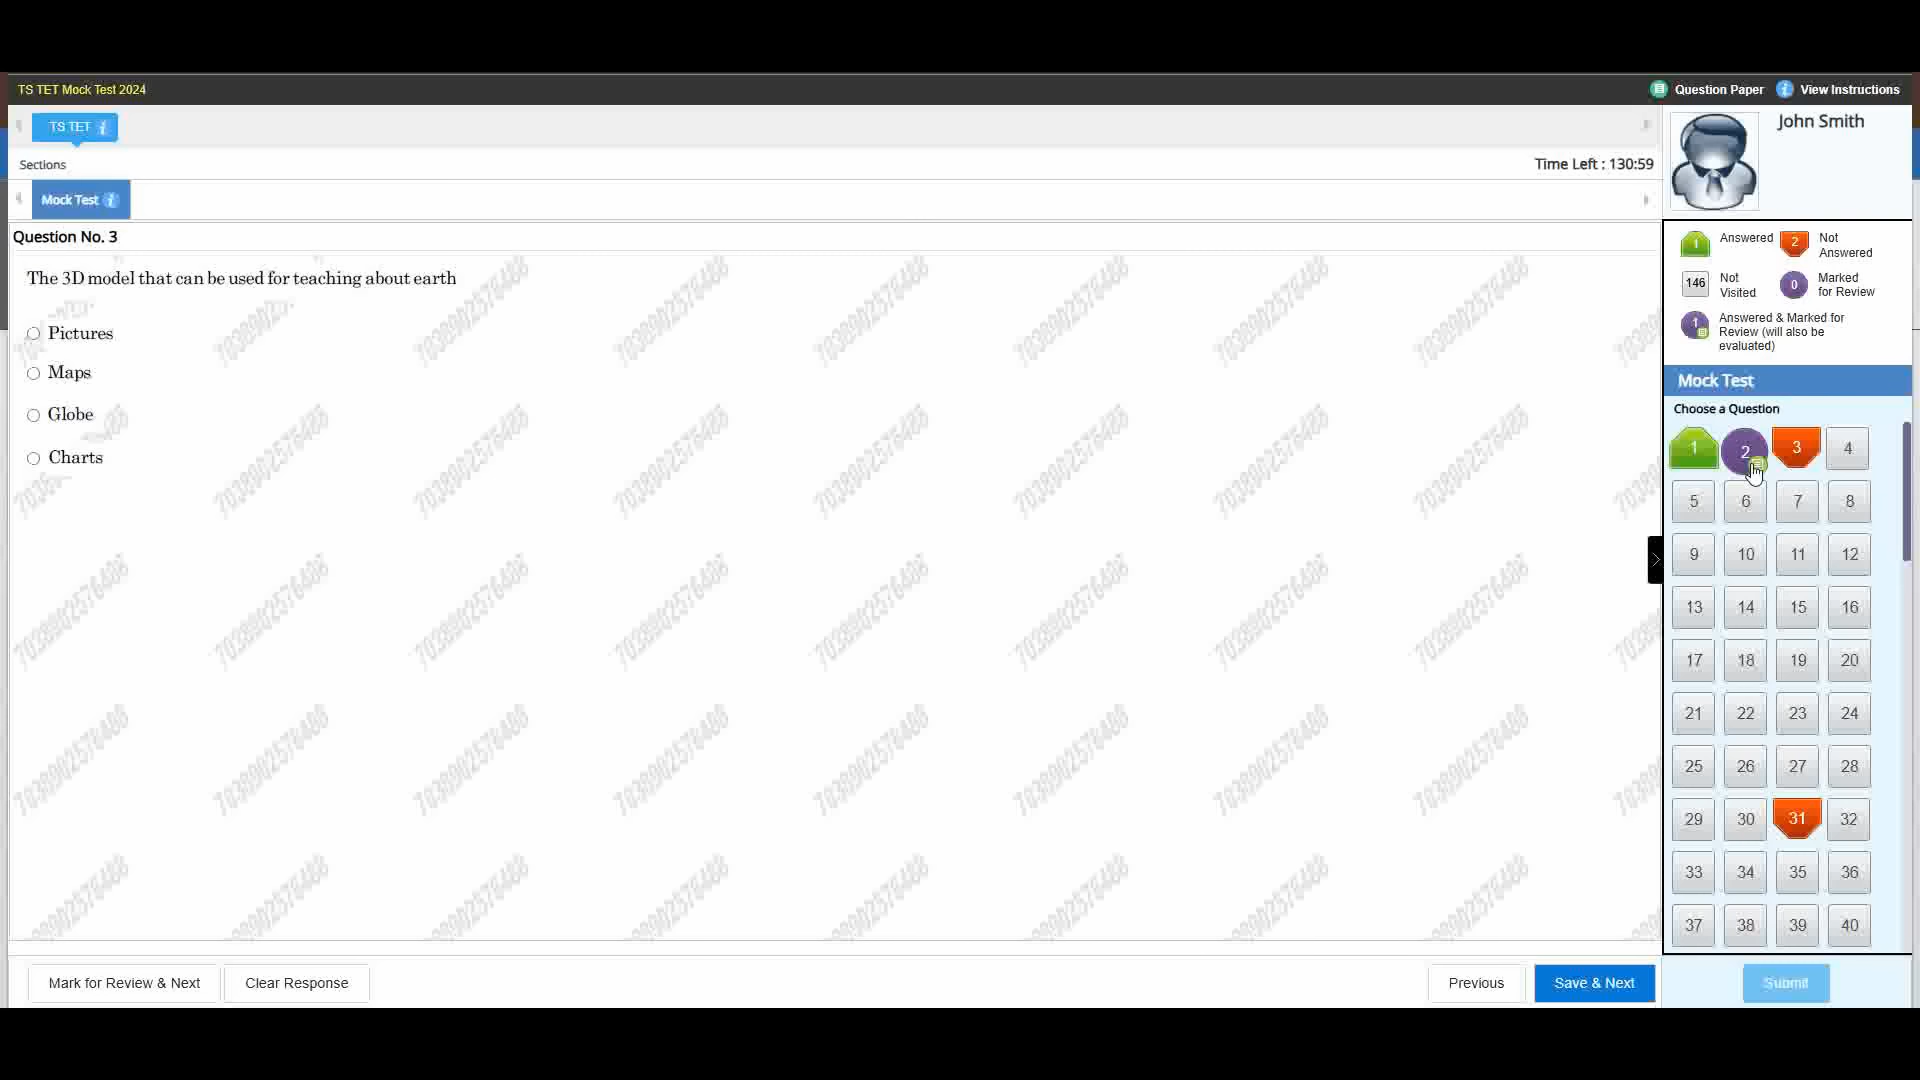 TS TET Mock Test 2024
Question Paper
View Instructions
TS TET
John Smith
Sections
Time Left : 130:59
Mock Test
Question No. 3
The 3D model that can be used for teaching about earth
Pictures
Maps
Globe
Charts
7038902576486
1 Answered
2 Not Answered
146 Not Visited
0 Marked for Review
1 Answered & Marked for Review (will also be evaluated)
Mock Test
Choose a Question
1 2 3 4
5 6 7 8
9 10 11 12
13 14 15 16
17 18 19 20
21 22 23 24
25 26 27 28
29 30 31 32
33 34 35 36
37 38 39 40
Mark for Review & Next
Clear Response
Previous
Save & Next
Submit